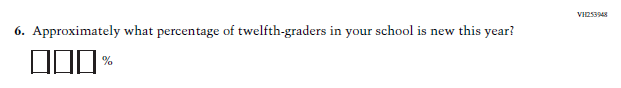 VH253948
6. Approximately what percentage of twelfth-graders in your school is new this year?
%